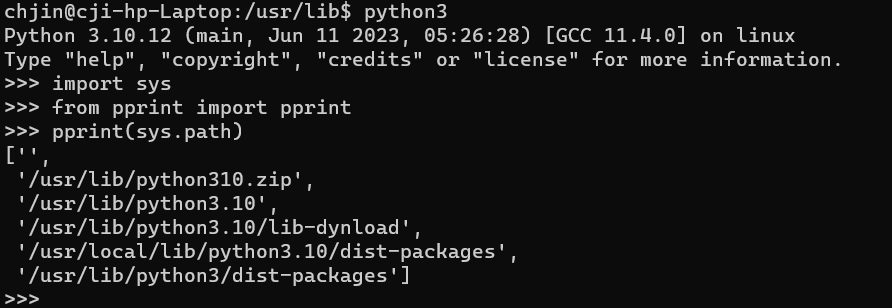 chjin@cji-hp-Laptop:/usr/lib$ python3
Python 3.10.12 (main, Jun 11 2023, 05:26:28) [GCC 11.4.0] on linux
Type "help", "copyright", "credits" or "license" for more information.
>>> import sys
>>> from pprint import pprint
>>> pprint(sys.path)
['',
 '/usr/lib/python310.zip',
 '/usr/lib/python3.10',
 '/usr/lib/python3.10/lib-dynload',
 '/usr/local/lib/python3.10/dist-packages',
 '/usr/lib/python3/dist-packages']
>>>